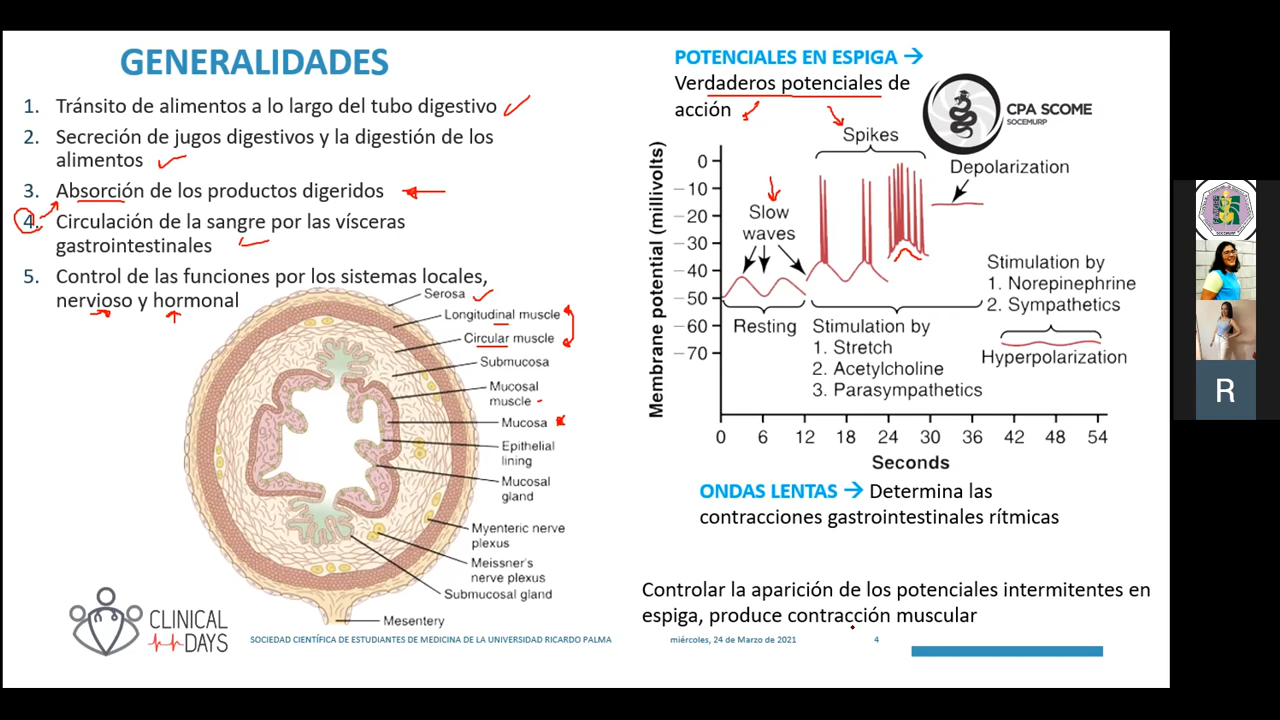 GENERALIDADES
1. Tránsito de alimentos a lo largo del tubo digestivo
2. Secreción de jugos digestivos y la digestión de los
alimentos
3. Absorción de los productos digeridos
4. Circulación de la sangre por las vísceras
gastrointestinales
5. Control de las funciones por los sistemas locales,
nervioso y hormonal
Serosa
Longitudinal muscle
Circular muscle
Submucosa
Mucosal
muscle
Mucosa
Epithelial
lining
Mucosal
gland
Myenteric nerve
plexus
Meissner's
nerve plexus
Submucosal gland
Mesentery
CLINICAL
DAYS
SOCIEDAD CIENTÍFICA DE ESTUDIANTES DE MEDICINA DE LA UNIVERSIDAD RICARDO PALMA
POTENCIALES EN ESPIGA →
Verdaderos potenciales de
acción
CPA SCOME
SOCEMURP
Membrane potential (millivolts)
0
−10
−20
−30
−40
−50
−60
−70
Spikes
Depolarization
Slow
waves
Resting
Stimulation by
1. Stretch
2. Acetylcholine
3. Parasympathetics
Stimulation by
1. Norepinephrine
2. Sympathetics
Hyperpolarization
0 6 12 18 24 30 36 42 48 54
Seconds
ONDAS LENTAS → Determina las
contracciones gastrointestinales rítmicas
Controlar la aparición de los potenciales intermitentes en
espiga, produce contracción muscular
miércoles, 24 de Marzo de 2021
4
R